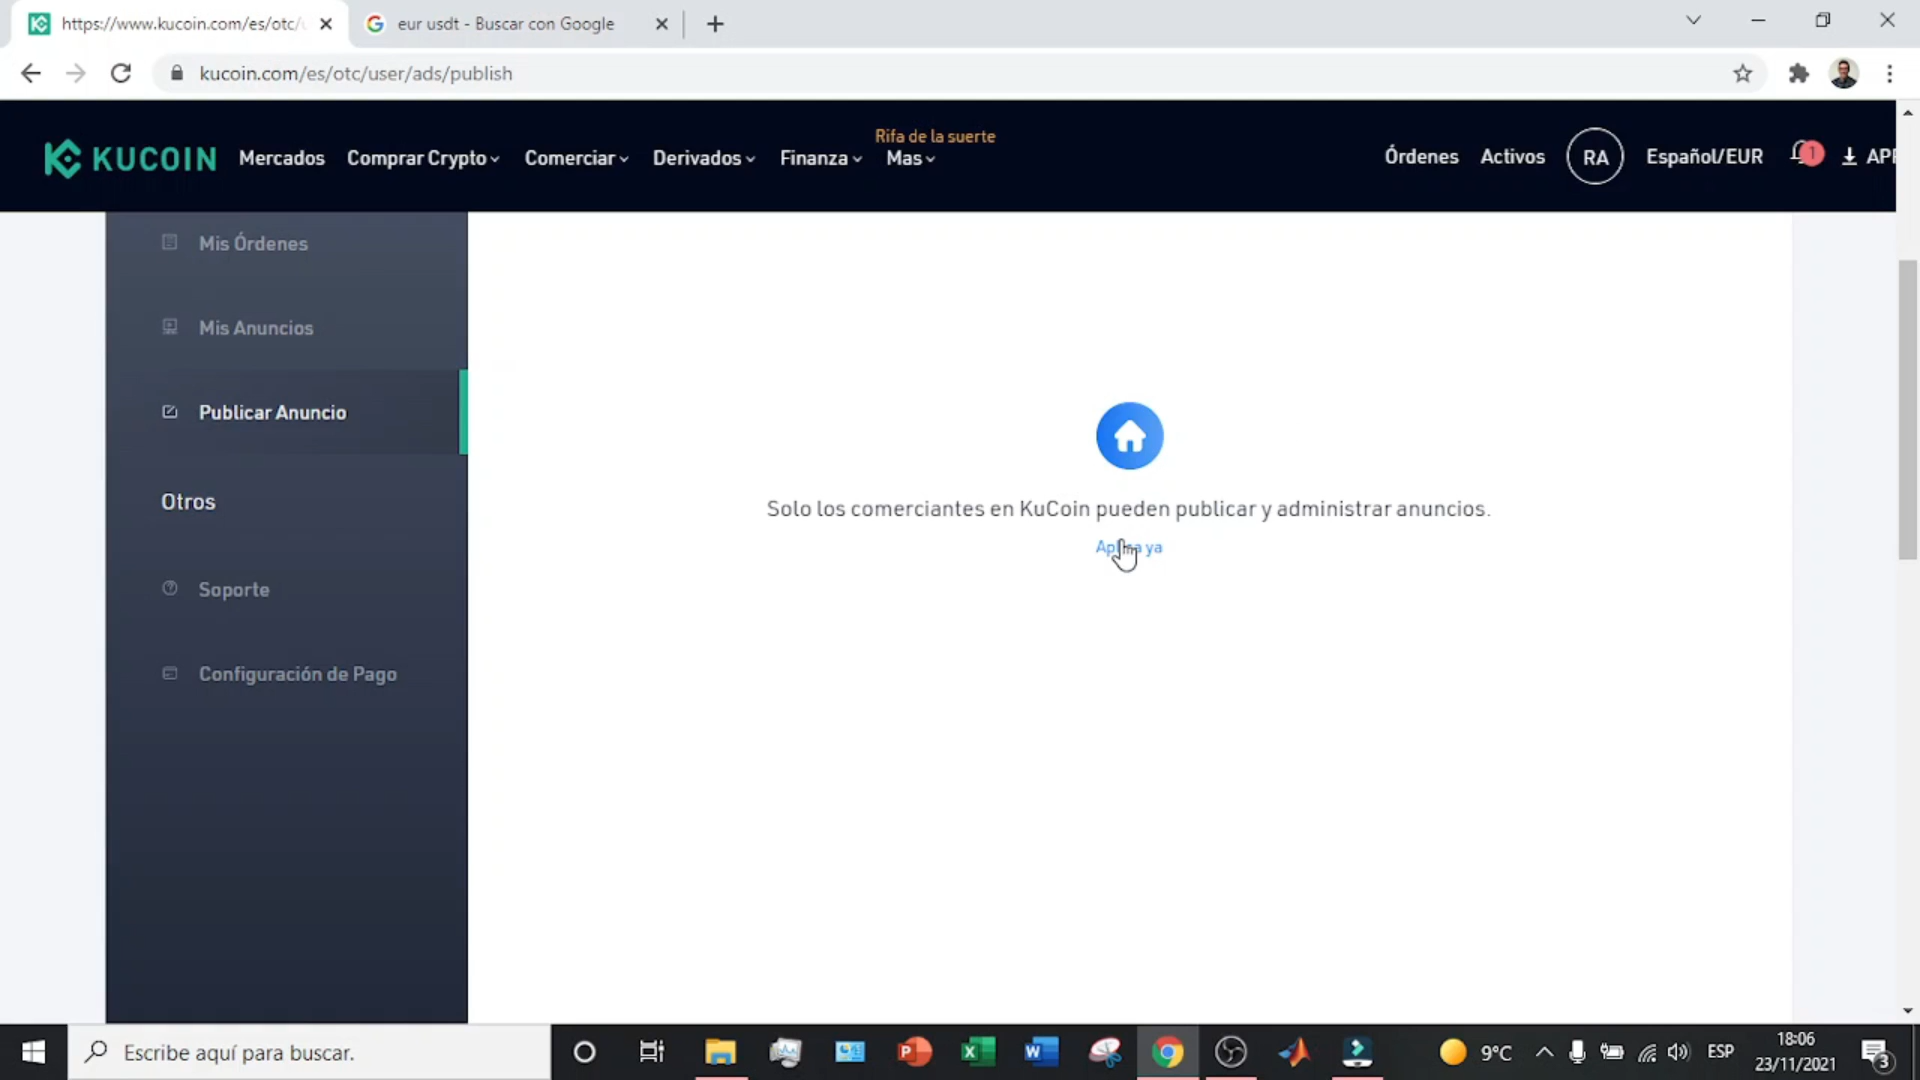 https://www.kucoin.com/es/otc/
eur usdt - Buscar con Google
kucoin.com/es/otc/user/ads/publish
Rifa de la suerte
KUCOIN Mercados Comprar Crypto Comerciar Derivados Finanza Mas Órdenes Activos RA Español/EUR 1
Mis Órdenes
Mis Anuncios
Publicar Anuncio
Otros
Soporte
Configuración de Pago
Solo los comerciantes en KuCoin pueden publicar y administrar anuncios.
Aplica ya
Escribe aquí para buscar.
9°C
ESP
18:06
23/11/2021
3